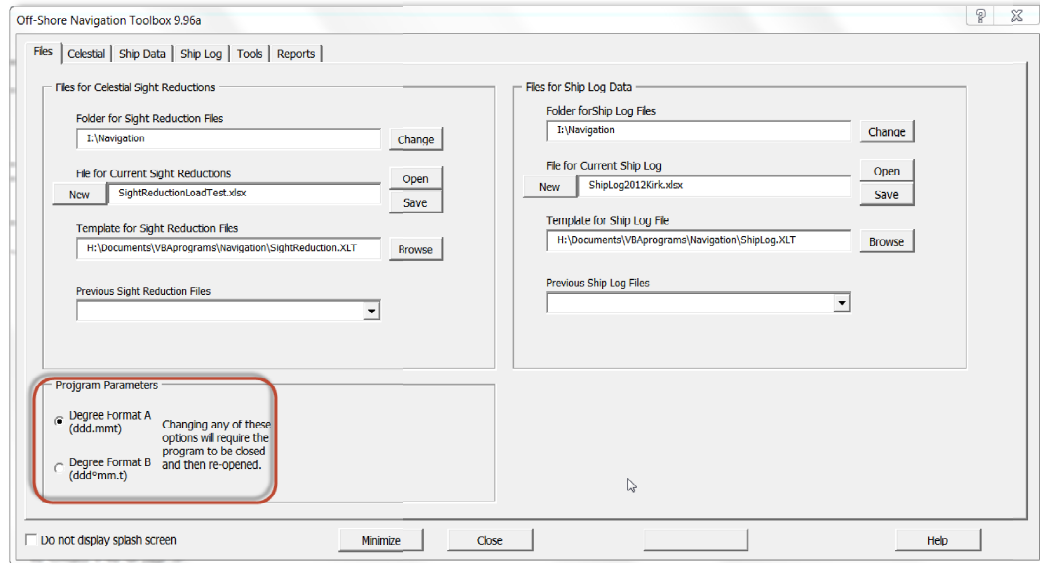 Off-Shore Navigation Toolbox 9.96a
Files Celestial Ship Data Ship Log Tools Reports
Files for Celestial Sight Reductions
Folder for Sight Reduction Files
I:\Navigation
Change
File for Current Sight Reductions
New
SightReductionLoadTest.xlsx
Open
Save
Template for Sight Reduction Files
H:\Documents\VBAprograms\Navigation\SightReduction.XLT
Browse
Previous Sight Reduction Files
Files for Ship Log Data
Folder forShip Log Files
I:\Navigation
Change
File for Current Ship Log
New
ShipLog2012Kirk.xlsx
Open
Save
Template for Ship Log File
H:\Documents\VBAprograms\Navigation\ShipLog.XLT
Browse
Previous Ship Log Files
Projgram Parameters
Degree Format A
(ddd.mmt)
Degree Format B
(ddd°mm.t)
Changing any of these
options will require the
program to be closed
and then re-opened.
Do not display splash screen
Minimize
Close
Help